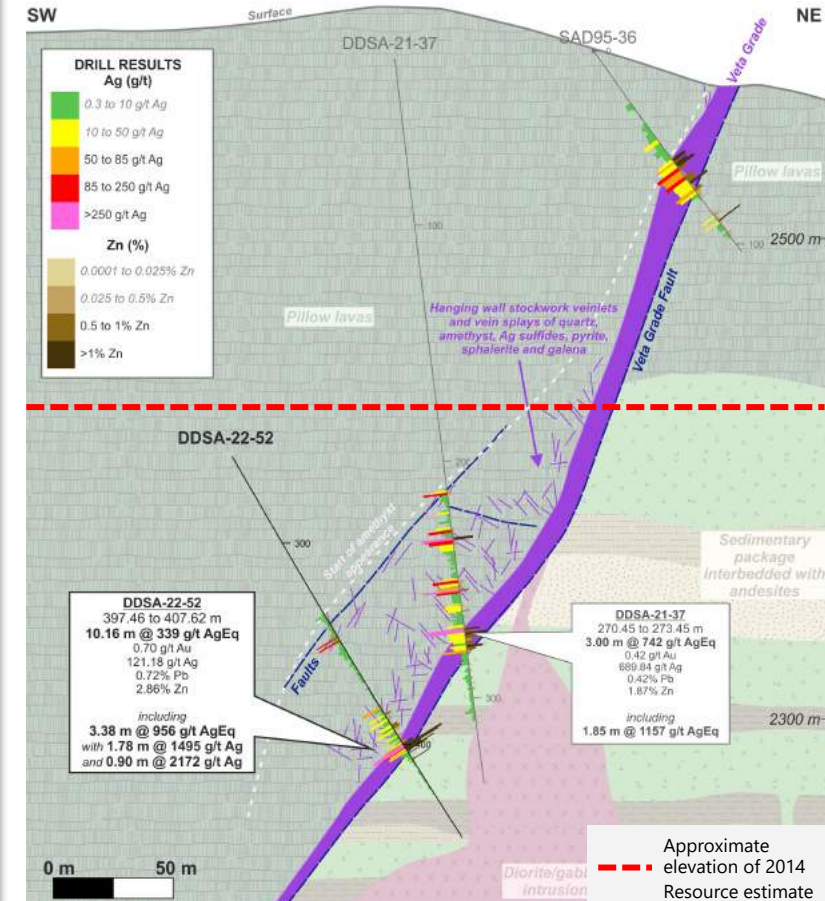 SW
Surface
NE
DDSA-21-37
SAD95-36
0
Veta Grade
DRILL RESULTS
Ag (g/t)
0.3 to 10 g/t Ag
10 to 50 g/t Ag
50 to 85 g/t Ag
85 to 250 g/t Ag
>250 g/t Ag
Zn (%)
0.0001 to 0.025% Zn
0.025 to 0.5% Zn
0.5 to 1% Zn
>1% Zn
Pillow lavas
100
100
2500 m
Pillow lavas
Hanging wall stockwork veinlets
and vein splays of quartz,
amethyst, Ag sulfides, pyrite,
sphalerite and galena
Veta Grade Fault
DDSA-22-52
200
300
Start of amethyst
appearance
Sedimentary
package
interbedded with
andesites
DDSA-22-52
397.46 to 407.62 m
10.16 m @ 339 g/t AgEq
0.70 g/t Au
121.18 g/t Ag
0.72% Pb
2.86% Zn
including
3.38 m @ 956 g/t AgEq
with 1.78 m @ 1495 g/t Ag
and 0.90 m @ 2172 g/t Ag
Faults
DDSA-21-37
270.45 to 273.45 m
3.00 m @ 742 g/t AgEq
0.42 g/t Au
689.84 g/t Ag
0.42% Pb
1.87% Zn
including
1.85 m @ 1157 g/t AgEq
300
400
2300 m
0 m
50 m
Diorite/gabb
intrusion
Approximate
elevation of 2014
Resource estimate